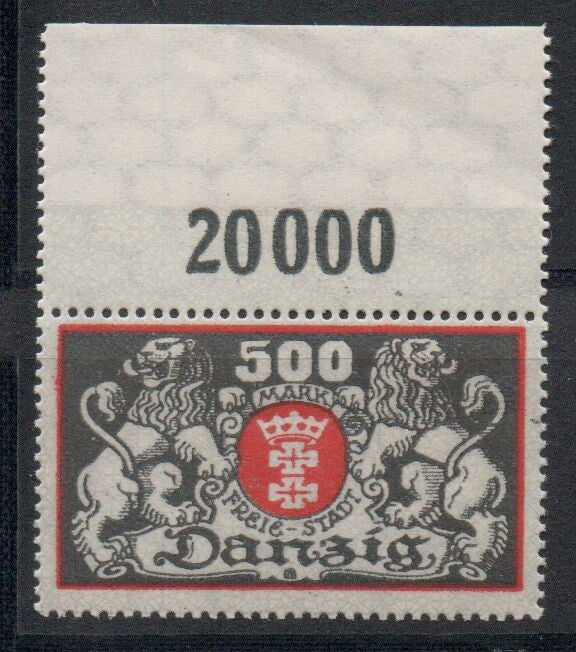 20000
500
MARK
FREIE-STADT
Danzig